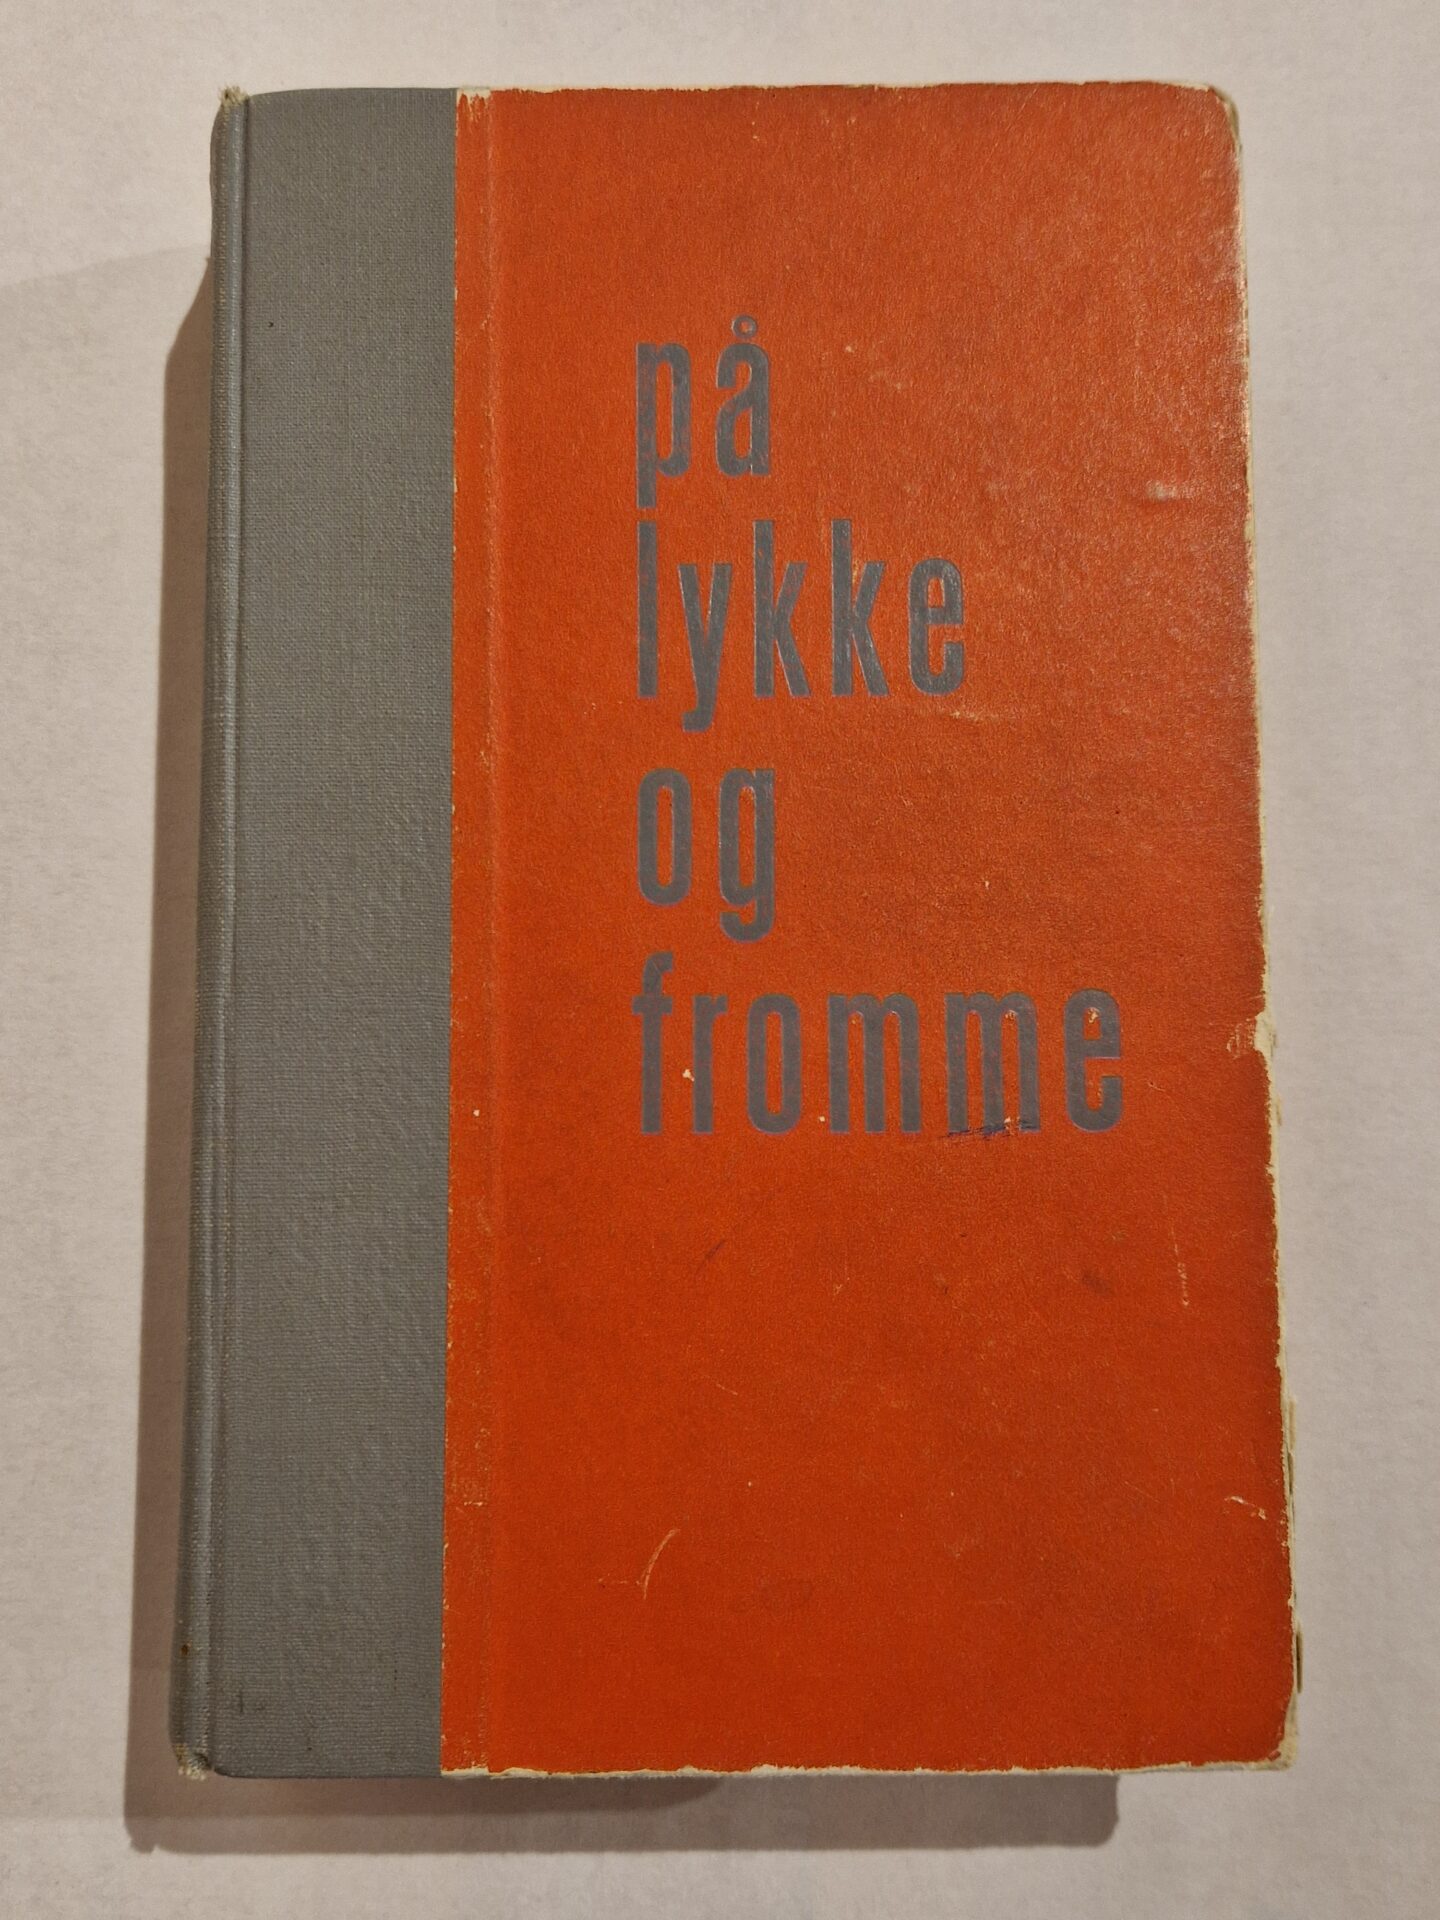 på
lykke
og
fromme